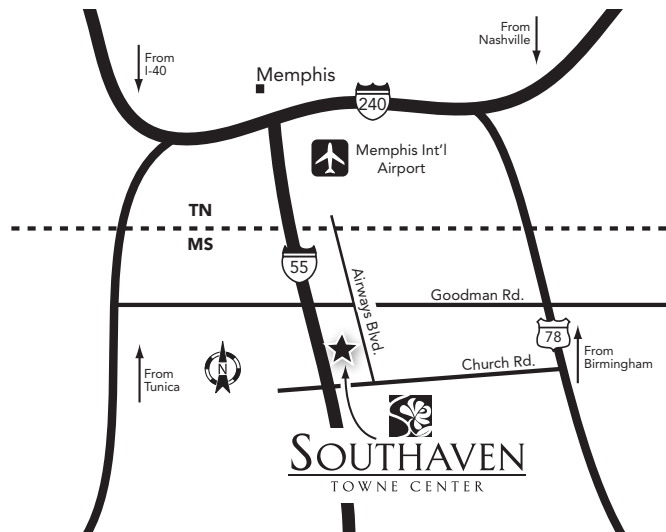 From
Nashville
From
I-40
Memphis
240
Memphis Int'l
Airport
TN
MS
55
Airways Blvd.
Goodman Rd.
78
Church Rd.
From
Birmingham
From
Tunica
N
SOUTHAVEN
TOWNE CENTER